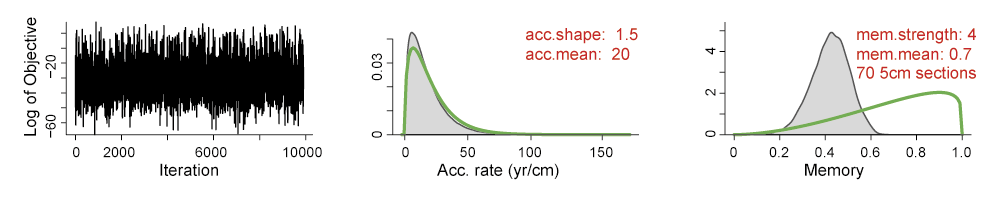 Log of Objective
−20
−60
0 2000 6000 10000
Iteration
acc.shape: 1.5
acc.mean: 20
0.03
0
0 50 100 150
Acc. rate (yr/cm)
mem.strength: 4
mem.mean: 0.7
70 5cm sections
4
2
0
0 0.2 0.4 0.6 0.8 1.0
Memory